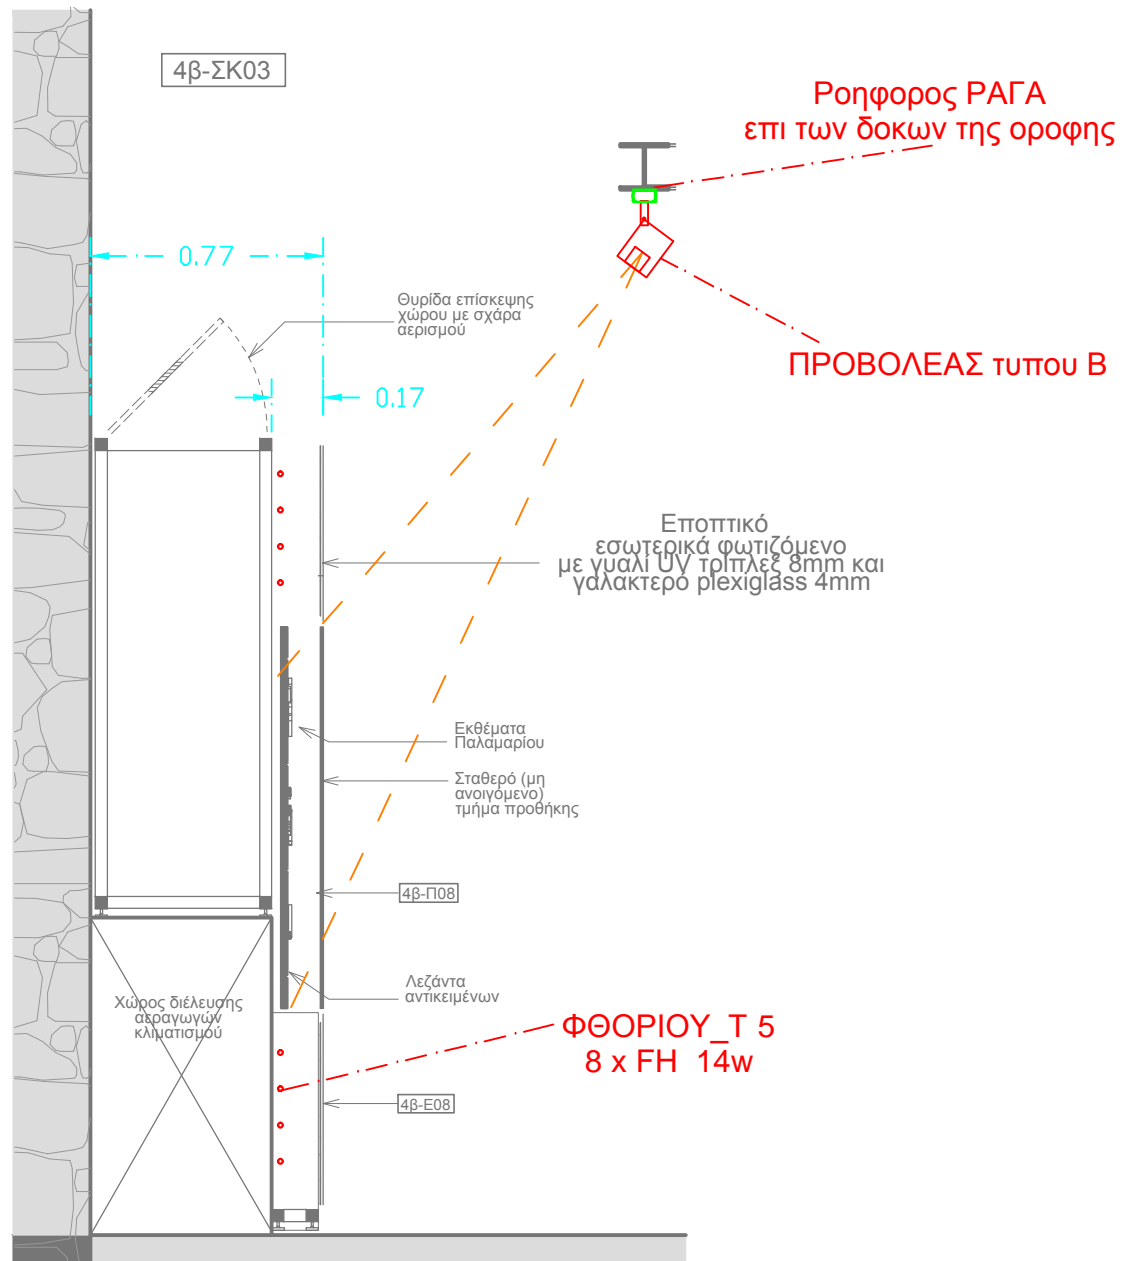 4β-ΣΚ03
Ροηφορος ΡΑΓΑ
επι των δοκων της οροφης
0.77
Θυρίδα επίσκεψης
χώρου με σχάρα
αερισμού
ΠΡΟΒΟΛΕΑΣ τυπου Β
0.17
Εποπτικό
εσωτερικά φωτιζόμενο
με γυαλί UV τρίπλεξ 8mm και
γαλακτερό plexiglass 4mm
Εκθέματα
Παλαμαρίου
Σταθερό (μη
ανοιγόμενο)
τμήμα προθήκης
4β-Π08
Λεζάντα
αντικειμένων
Χώρος διέλευσης
αεραγωγών
κλιματισμού
ΦΘΟΡΙΟΥ_Τ 5
8 x FH 14w
4β-Ε08